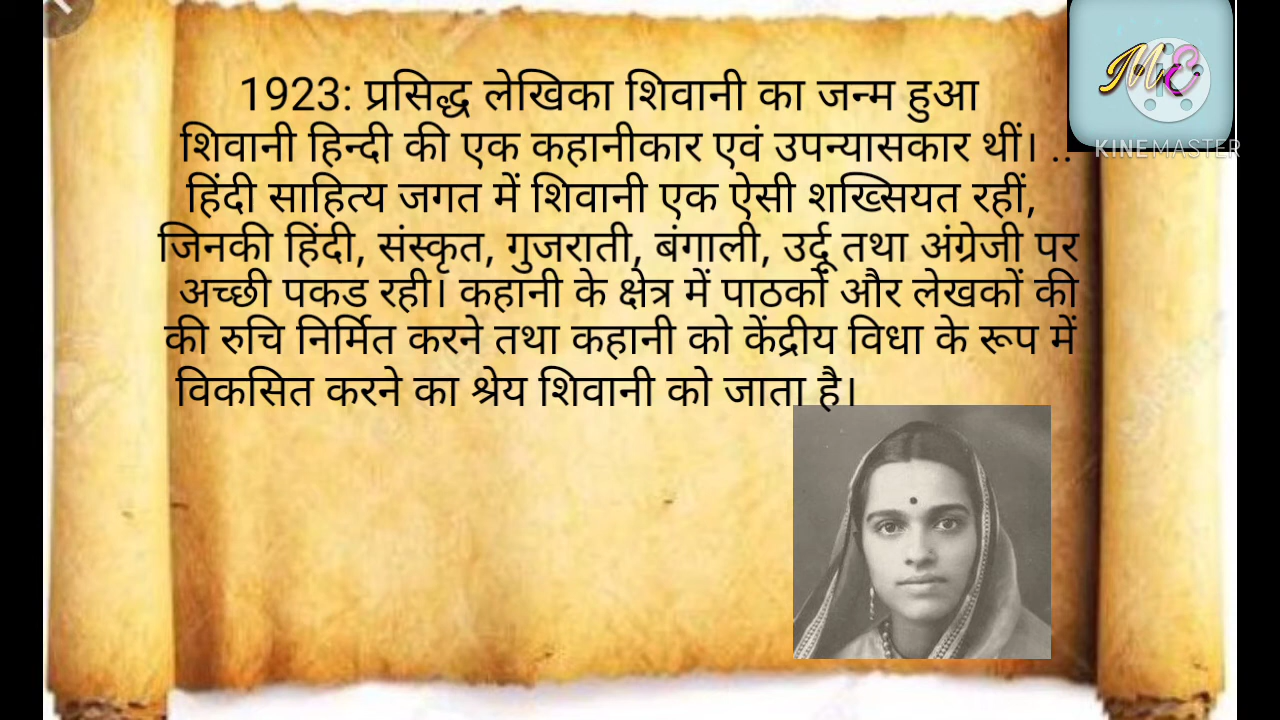 1923: प्रसिद्ध लेखिका शिवानी का जन्म हुआ
शिवानी हिन्दी की एक कहानीकार एवं उपन्यासकार थीं। ..
हिंदी साहित्य जगत में शिवानी एक ऐसी शख्सियत रहीं,
जिनकी हिंदी, संस्कृत, गुजराती, बंगाली, उर्दू तथा अंग्रेजी पर
अच्छी पकड रही। कहानी के क्षेत्र में पाठकों और लेखकों की
की रुचि निर्मित करने तथा कहानी को केंद्रीय विधा के रूप में
विकसित करने का श्रेय शिवानी को जाता है।
KINEMASTER